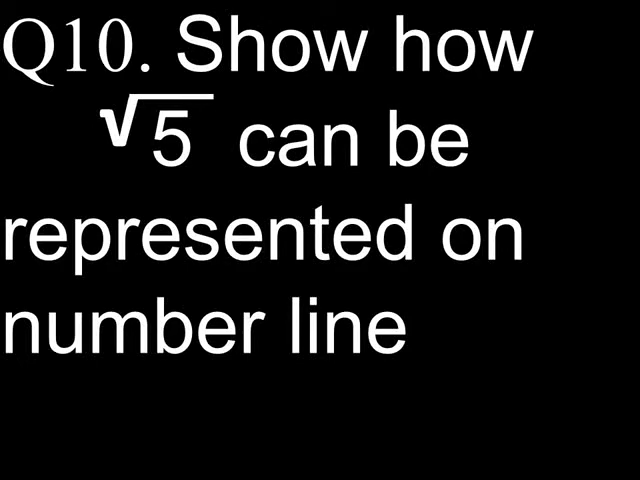 Q10. Show how
√5 can be
represented on
number line